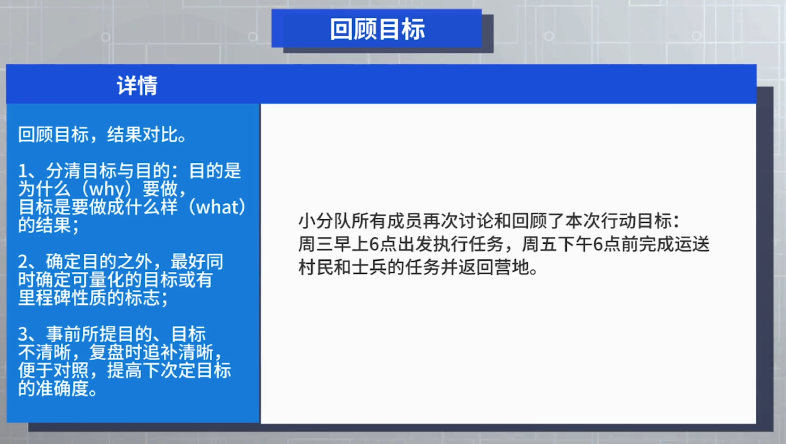 回顾目标
详情
回顾目标，结果对比。
1、分清目标与目的：目的是
为什么（why）要做，
目标是要做成什么样（what）
的结果；
2、确定目的之外，最好同
时确定可量化的目标或有
里程碑性质的标志；
3、事前所提目的、目标
不清晰，复盘时追补清晰，
便于对照，提高下次定目标
的准确度。
小分队所有成员再次讨论和回顾了本次行动目标：
周三早上6点出发执行任务，周五下午6点前完成运送
村民和士兵的任务并返回营地。